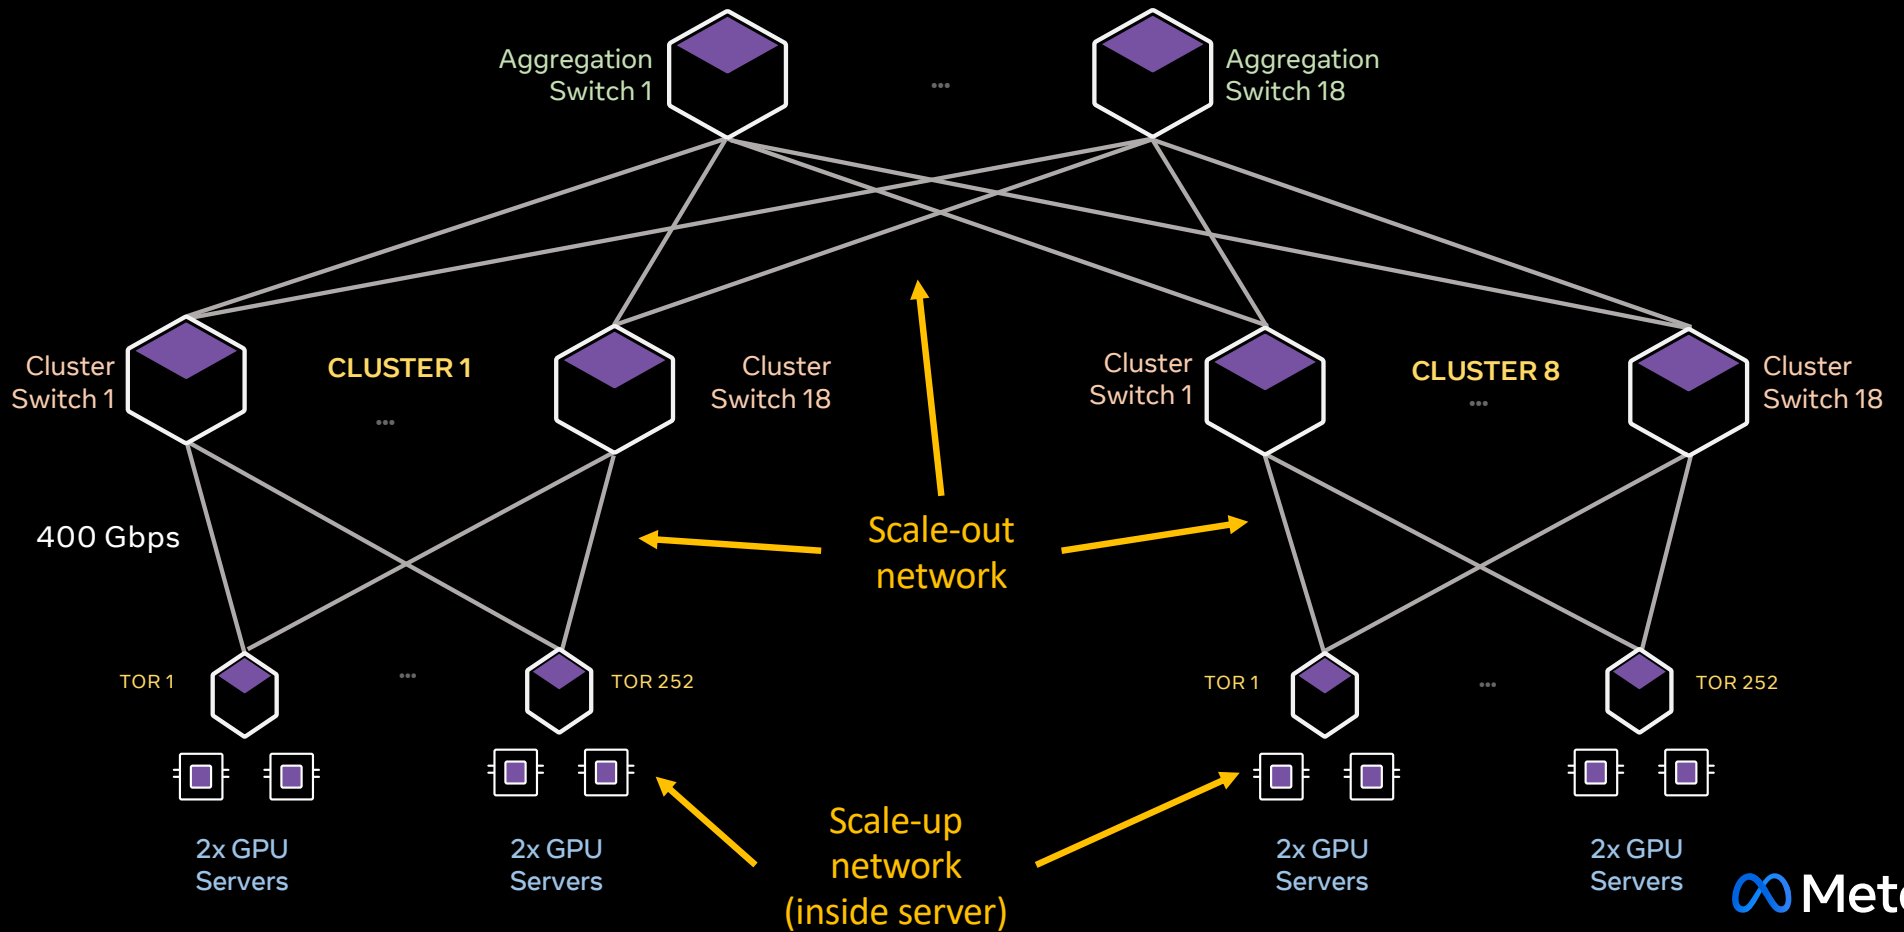 Aggregation
Switch 1
...
Aggregation
Switch 18
Cluster
Switch 1
CLUSTER 1
...
Cluster
Switch 18
Cluster
Switch 1
CLUSTER 8
...
Cluster
Switch 18
400 Gbps
Scale-out
network
TOR 1
...
TOR 252
TOR 1
...
TOR 252
2x GPU
Servers
2x GPU
Servers
Scale-up
network
(inside server)
2x GPU
Servers
2x GPU
Servers
Meta